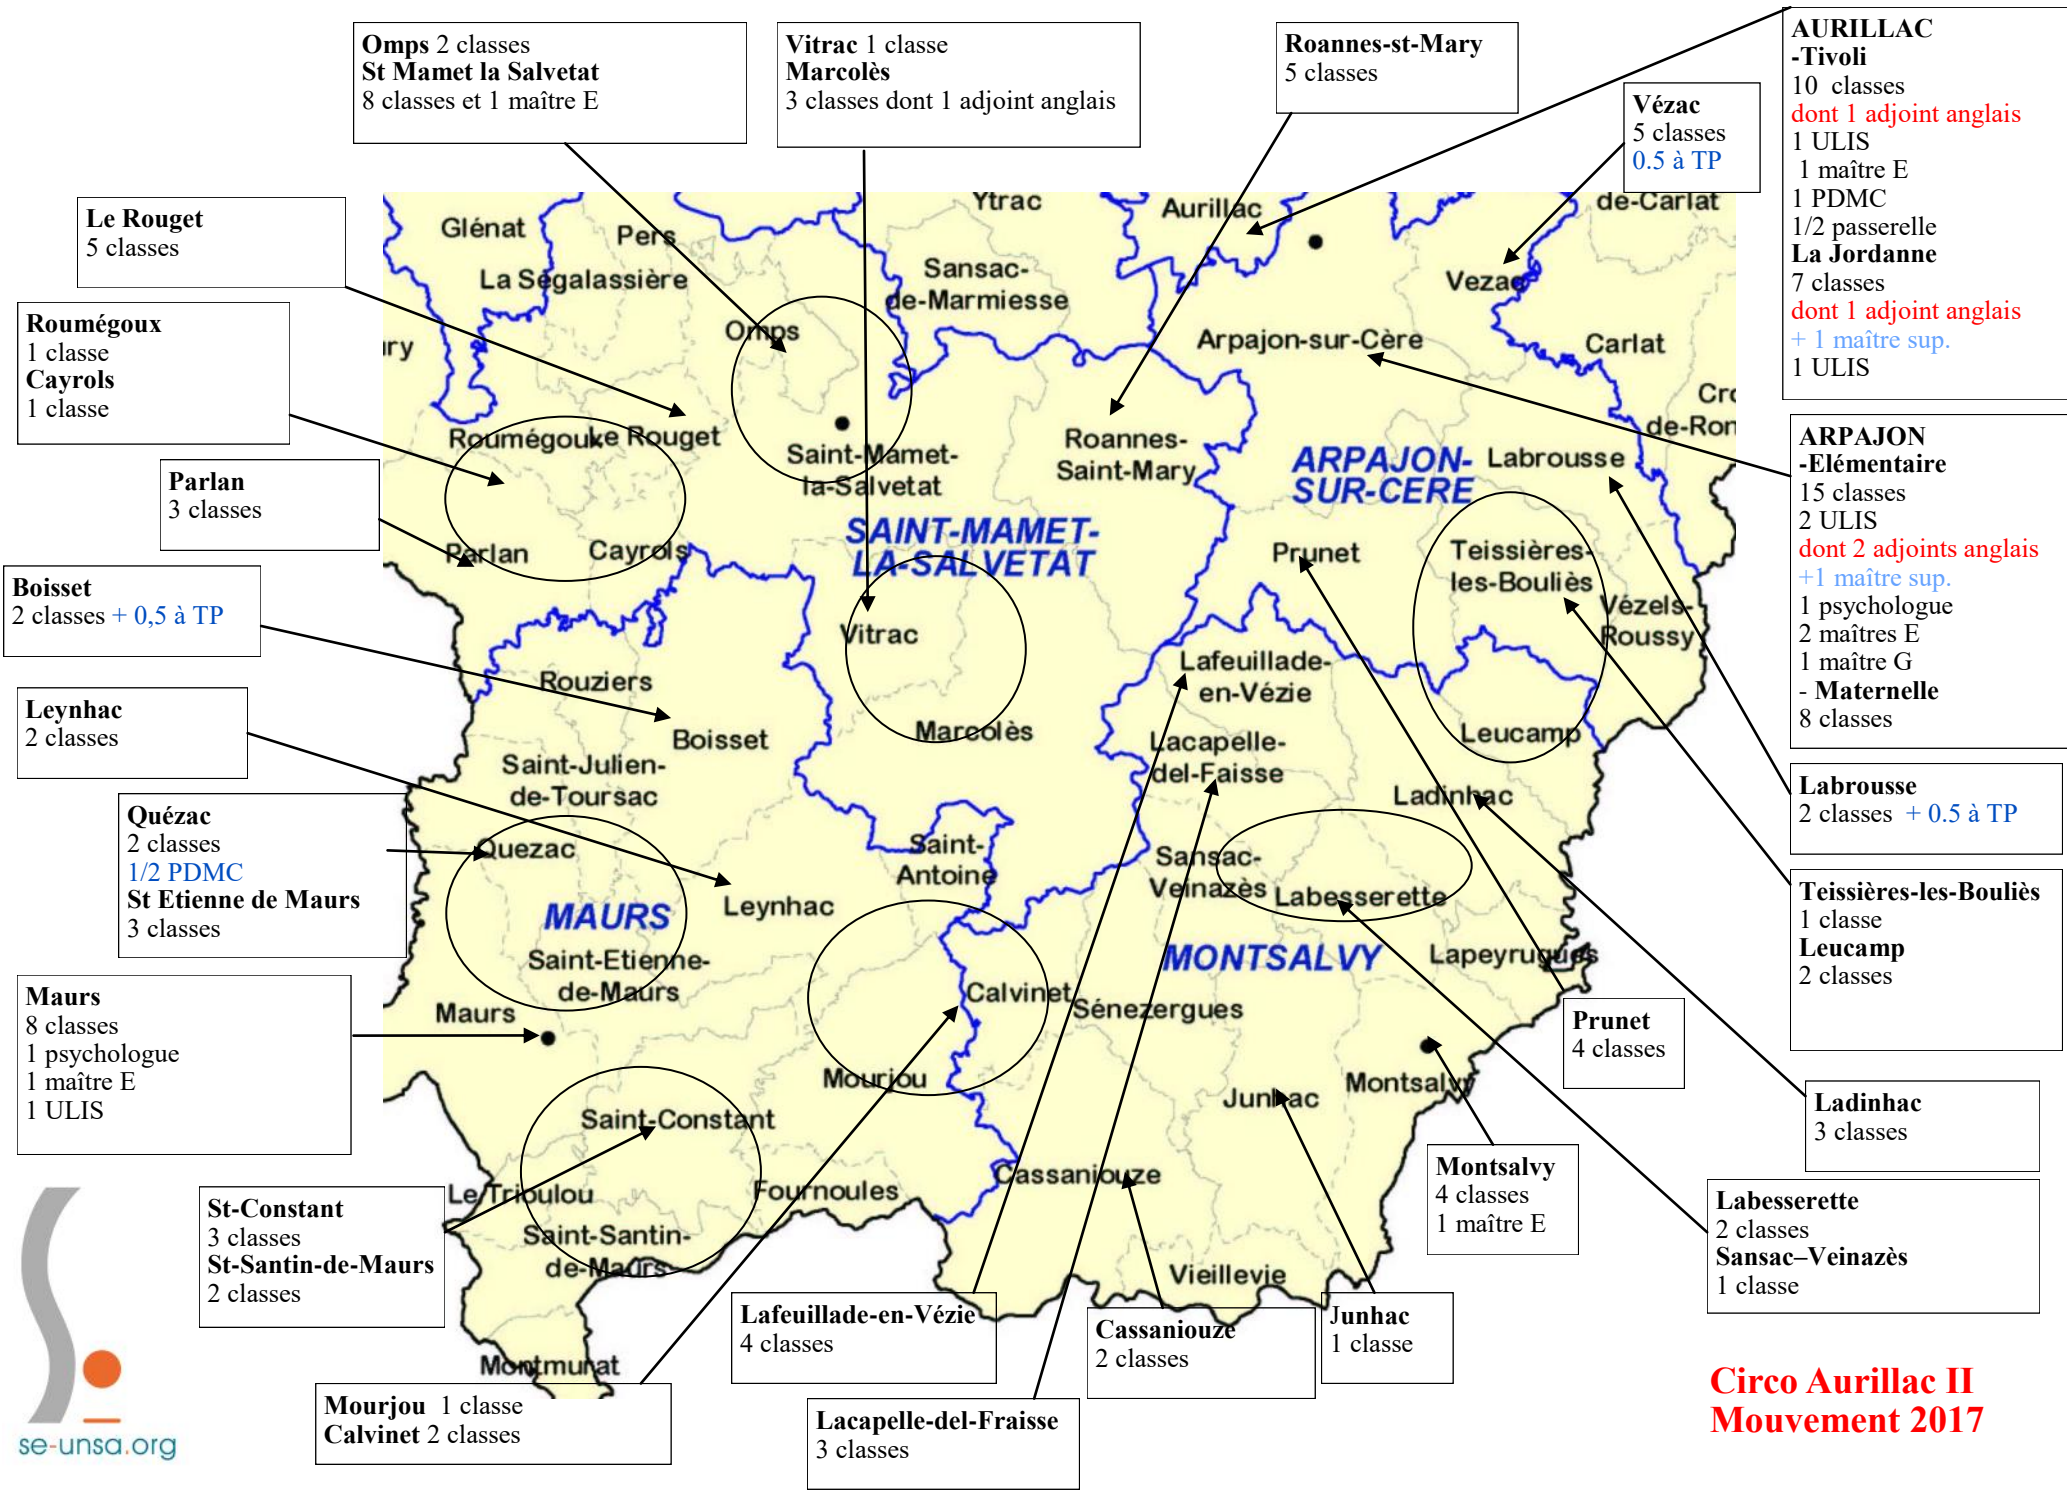 Omps 2 classes
St Mamet la Salvetat
8 classes et 1 maître E
Vitrac 1 classe
Marcolès
3 classes dont 1 adjoint anglais
Roannes-st-Mary
5 classes
Vézac
5 classes
0.5 à TP
AURILLAC
-Tivoli
10 classes
dont 1 adjoint anglais
1 ULIS
1 maître E
1 PDMC
1/2 passerelle
La Jordanne
7 classes
dont 1 adjoint anglais
+ 1 maître sup.
1 ULIS
Le Rouget
5 classes
Roumégoux
1 classe
Cayrols
1 classe
Parlan
3 classes
Boisset
2 classes + 0,5 à TP
Leynhac
2 classes
Quézac
2 classes
1/2 PDMC
St Etienne de Maurs
3 classes
Maurs
8 classes
1 psychologue
1 maître E
1 ULIS
St-Constant
3 classes
St-Santin-de-Maurs
2 classes
Mourjou 1 classe
Calvinet 2 classes
Lafeuillade-en-Vézie
4 classes
Lacapelle-del-Fraisse
3 classes
Cassaniouze
2 classes
Junhac
1 classe
Montsalvy
4 classes
1 maître E
Labesserette
2 classes
Sansac–Veinazès
1 classe
Ladinhac
3 classes
Prunet
4 classes
Teissières-les-Bouliès
1 classe
Leucamp
2 classes
Labrousse
2 classes + 0.5 à TP
ARPAJON
-Elémentaire
15 classes
2 ULIS
dont 2 adjoints anglais
+1 maître sup.
1 psychologue
2 maîtres E
1 maître G
- Maternelle
8 classes
Glénat
Pers
Ytrac
Aurillac
de-Carlat
La Ségalassière
Sansac-
de-Marmiesse
Vezac
Omps
Arpajon-sur-Cère
Carlat
ry
Cro
de-Ron
Roumégoux
Le Rouget
Saint-Mamet-
la-Salvetat
Roannes-
Saint-Mary
ARPAJON-
SUR-CERE
Labrousse
SAINT-MAMET-
LA-SALVETAT
Parlan
Cayrols
Prunet
Teissières-
les-Bouliès
Vézels-
Roussy
Vitrac
Rouziers
Lafeuillade-
en-Vézie
Boisset
Marcolès
Lacapelle-
del-Faisse
Leucamp
Saint-Julien-
de-Toursac
Ladinhac
Quezac
Saint-
Antoine
Sansac-
Veinazès
Labesserette
Leynhac
MAURS
MONTSALVY
Lapeyrugues
Saint-Etienne-
de-Maurs
Calvinet
Sénezergues
Maurs
Mourjou
Junhac
Montsalvy
Saint-Constant
Cassaniouze
Le Trioulou
Fournoules
Saint-Santin-
de-Maurs
Vieillevie
Montmurat
Circo Aurillac II
Mouvement 2017
se-unsa.org